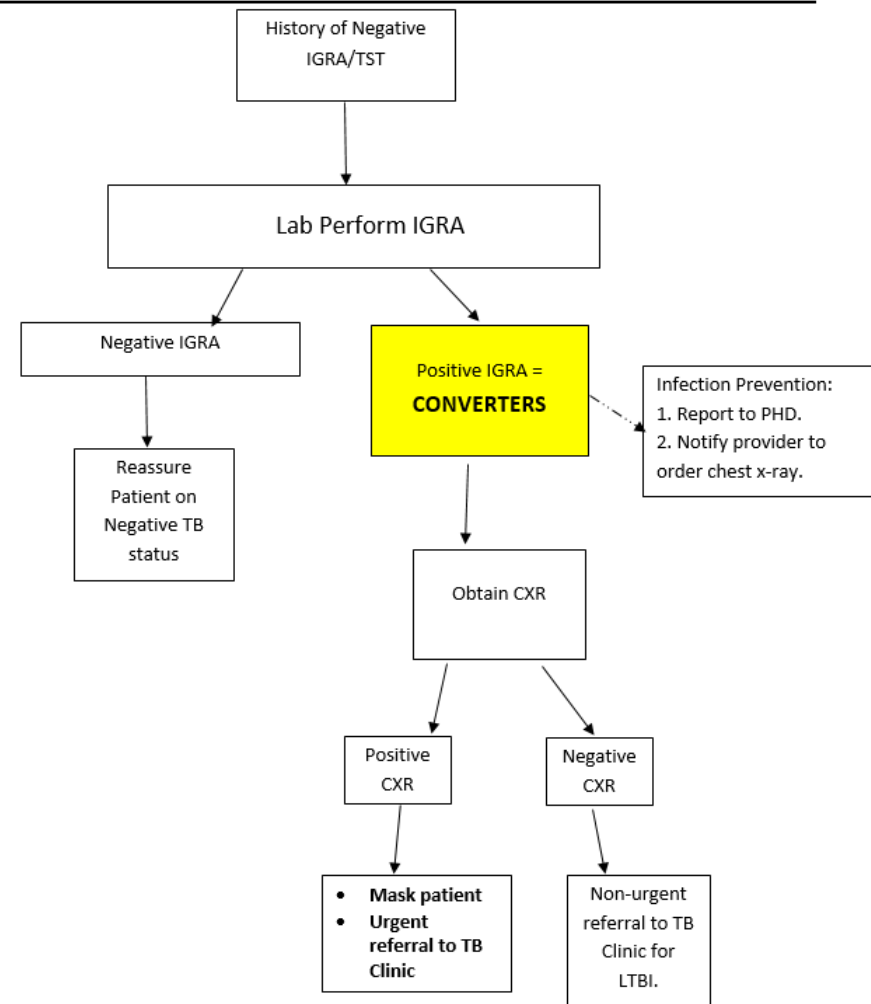 History of Negative
IGRA/TST
Lab Perform IGRA
Negative IGRA
Positive IGRA =
CONVERTERS
Infection Prevention:
1. Report to PHD.
2. Notify provider to
order chest x-ray.
Reassure
Patient on
Negative TB
status
Obtain CXR
Positive
CXR
Negative
CXR
• Mask patient
• Urgent
referral to TB
Clinic
Non-urgent
referral to TB
Clinic for
LTBI.